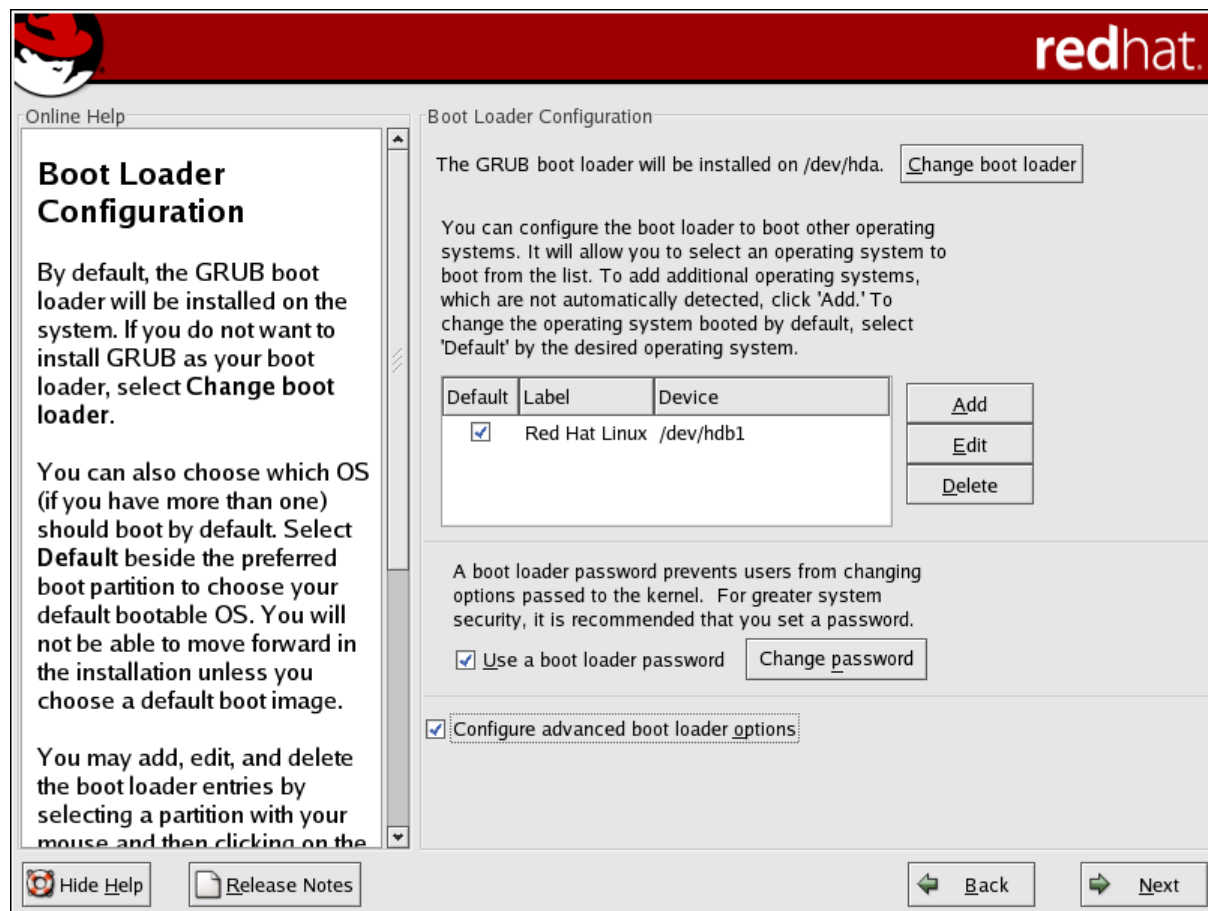 redhat.
Online Help
Boot Loader
Configuration
By default, the GRUB boot
loader will be installed on the
system. If you do not want to
install GRUB as your boot
loader, select Change boot
loader.
You can also choose which OS
(if you have more than one)
should boot by default. Select
Default beside the preferred
boot partition to choose your
default bootable OS. You will
not be able to move forward in
the installation unless you
choose a default boot image.
You may add, edit, and delete
the boot loader entries by
selecting a partition with your
mouse and then clicking on the
Boot Loader Configuration
The GRUB boot loader will be installed on /dev/hda. Change boot loader
You can configure the boot loader to boot other operating
systems. It will allow you to select an operating system to
boot from the list. To add additional operating systems,
which are not automatically detected, click 'Add.' To
change the operating system booted by default, select
'Default' by the desired operating system.
Default Label Device
Red Hat Linux /dev/hdb1
Add
Edit
Delete
A boot loader password prevents users from changing
options passed to the kernel.  For greater system
security, it is recommended that you set a password.
Use a boot loader password Change password
Configure advanced boot loader options
Hide Help Release Notes Back Next